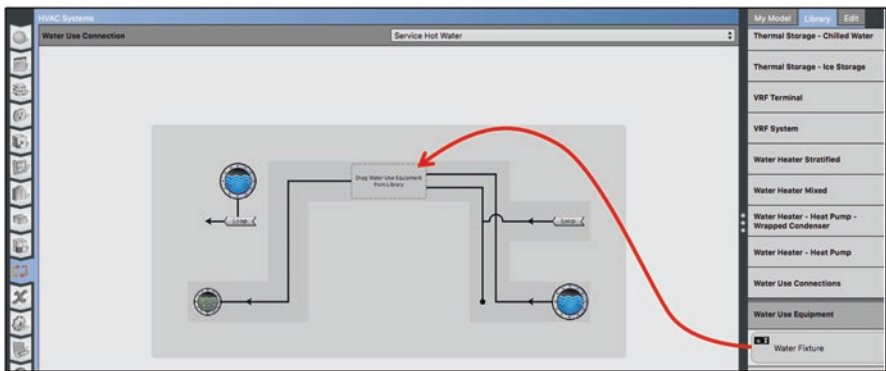 HVAC Systems
Water Use Connection
Service Hot Water
Drag Water Use Equipment
from Library
Loop
Loop
My Model
Library
Edit
Thermal Storage - Chilled Water
Thermal Storage - Ice Storage
VRF Terminal
VRF System
Water Heater Stratified
Water Heater Mixed
Water Heater - Heat Pump -
Wrapped Condenser
Water Heater - Heat Pump
Water Use Connections
Water Use Equipment
Water Fixture